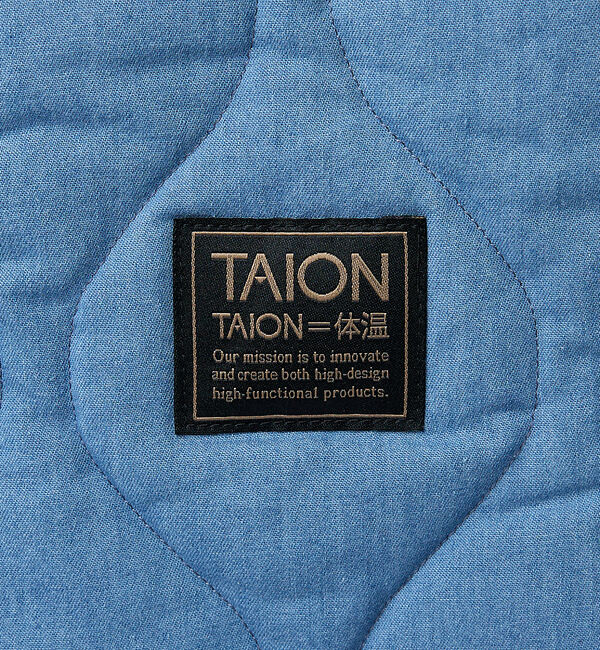 TAION
TAION=体温
Our mission is to innovate
and create both high-design
high-functional products.